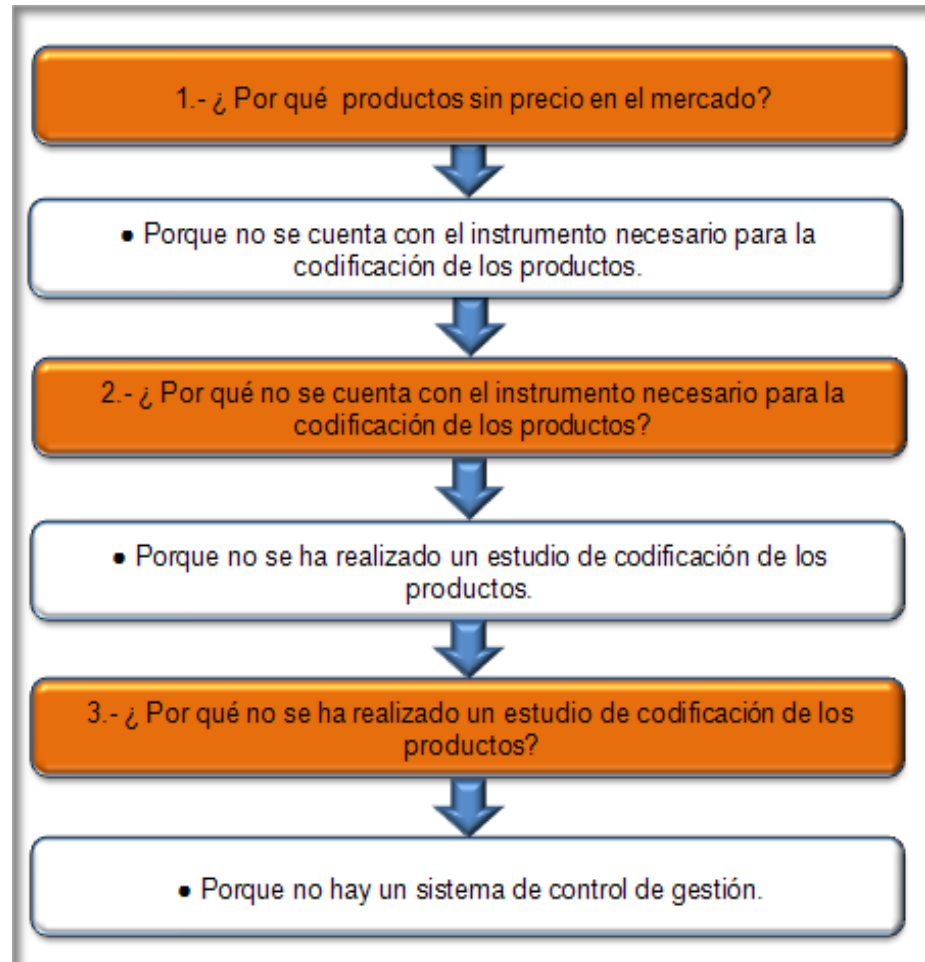 1.- ¿ Por qué productos sin precio en el mercado?
● Porque no se cuenta con el instrumento necesario para la
codificación de los productos.
2.- ¿ Por qué no se cuenta con el instrumento necesario para la
codificación de los productos?
● Porque no se ha realizado un estudio de codificación de los
productos.
3.- ¿ Por qué no se ha realizado un estudio de codificación de los
productos?
● Porque no hay un sistema de control de gestión.